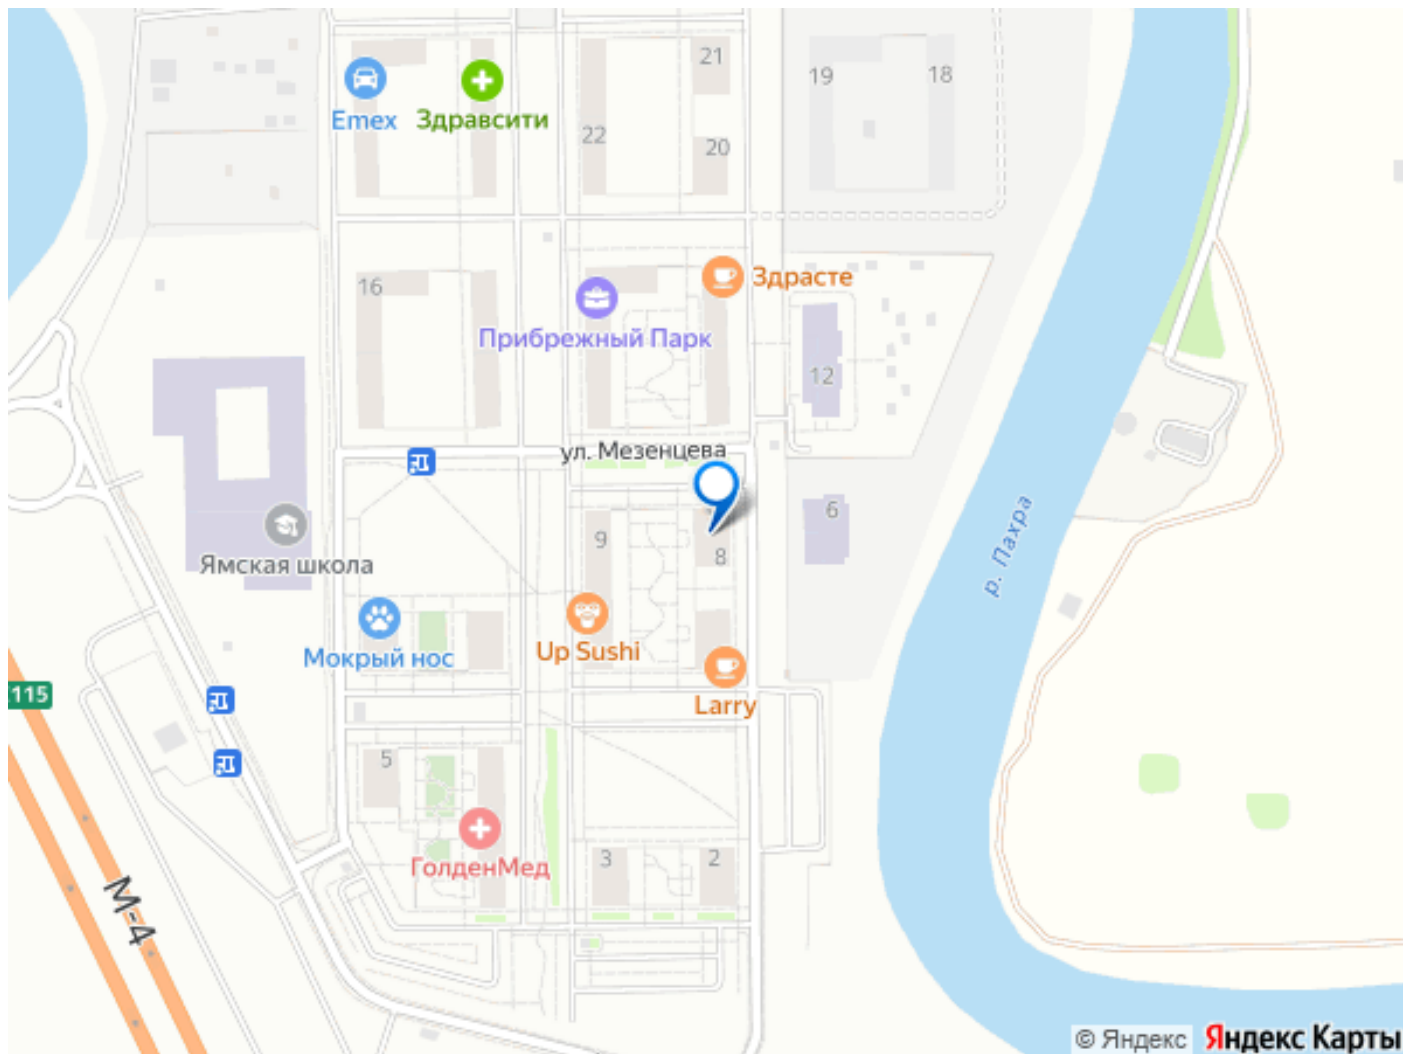 21
19
18
Emex
Здравсити
22
20
Здрасте
16
Прибрежный Парк
12
ул. Мезенцева
6
9
8
Ямская школа
р. Пахра
Up Sushi
Мокрый нос
115
Larry
5
ГолденМед
3
2
М-4
© Яндекс Яндекс Карты